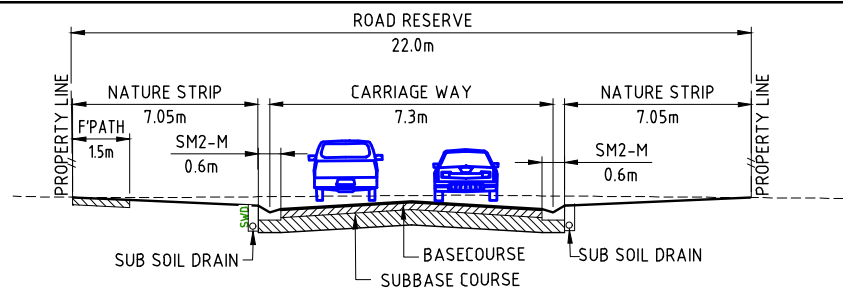 ROAD RESERVE
22.0m
PROPERTY LINE
NATURE STRIP
7.05m
CARRIAGE WAY
7.3m
NATURE STRIP
7.05m
PROPERTY LINE
F'PATH
1.5m
SM2-M
0.6m
SM2-M
0.6m
SWD
SUB SOIL DRAIN
BASECOURSE
SUB SOIL DRAIN
SUBBASE COURSE